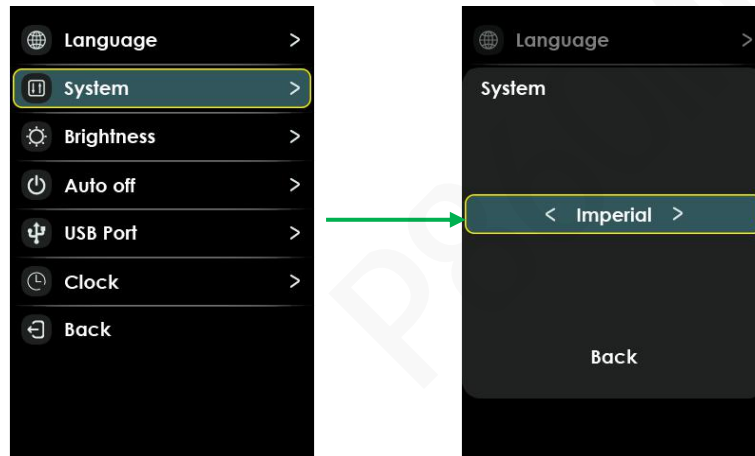 Language >
System >
Brightness >
Auto off >
USB Port >
Clock >
Back
Language >
System
< Imperial >
Back